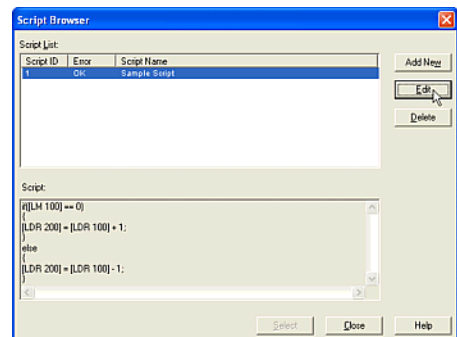 Script Browser
Script List:
Script ID Error Script Name
1 OK Sample Script
Add New
Edit
Delete
Script:
if([LM 100] == 0)
{
[LDR 200] = [LDR 100] + 1;
}
else
{
[LDR 200] = [LDR 100] - 1;
}
Select Close Help